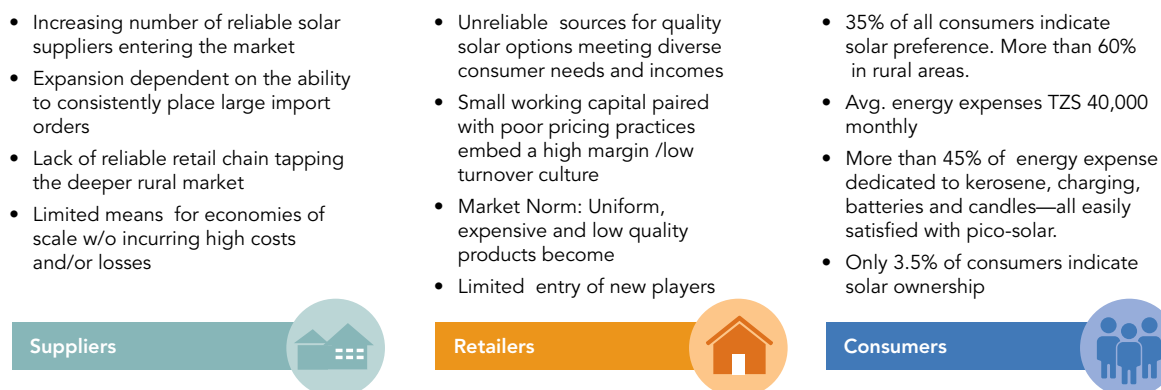 • Increasing number of reliable solar
suppliers entering the market
• Expansion dependent on the ability
to consistently place large import
orders
• Lack of reliable retail chain tapping
the deeper rural market
• Limited means for economies of
scale w/o incurring high costs
and/or losses
Suppliers
• Unreliable sources for quality
solar options meeting diverse
consumer needs and incomes
• Small working capital paired
with poor pricing practices
embed a high margin /low
turnover culture
• Market Norm: Uniform,
expensive and low quality
products become
• Limited entry of new players
Retailers
• 35% of all consumers indicate
solar preference. More than 60%
in rural areas.
• Avg. energy expenses TZS 40,000
monthly
• More than 45% of energy expense
dedicated to kerosene, charging,
batteries and candles—all easily
satisfied with pico-solar.
• Only 3.5% of consumers indicate
solar ownership
Consumers